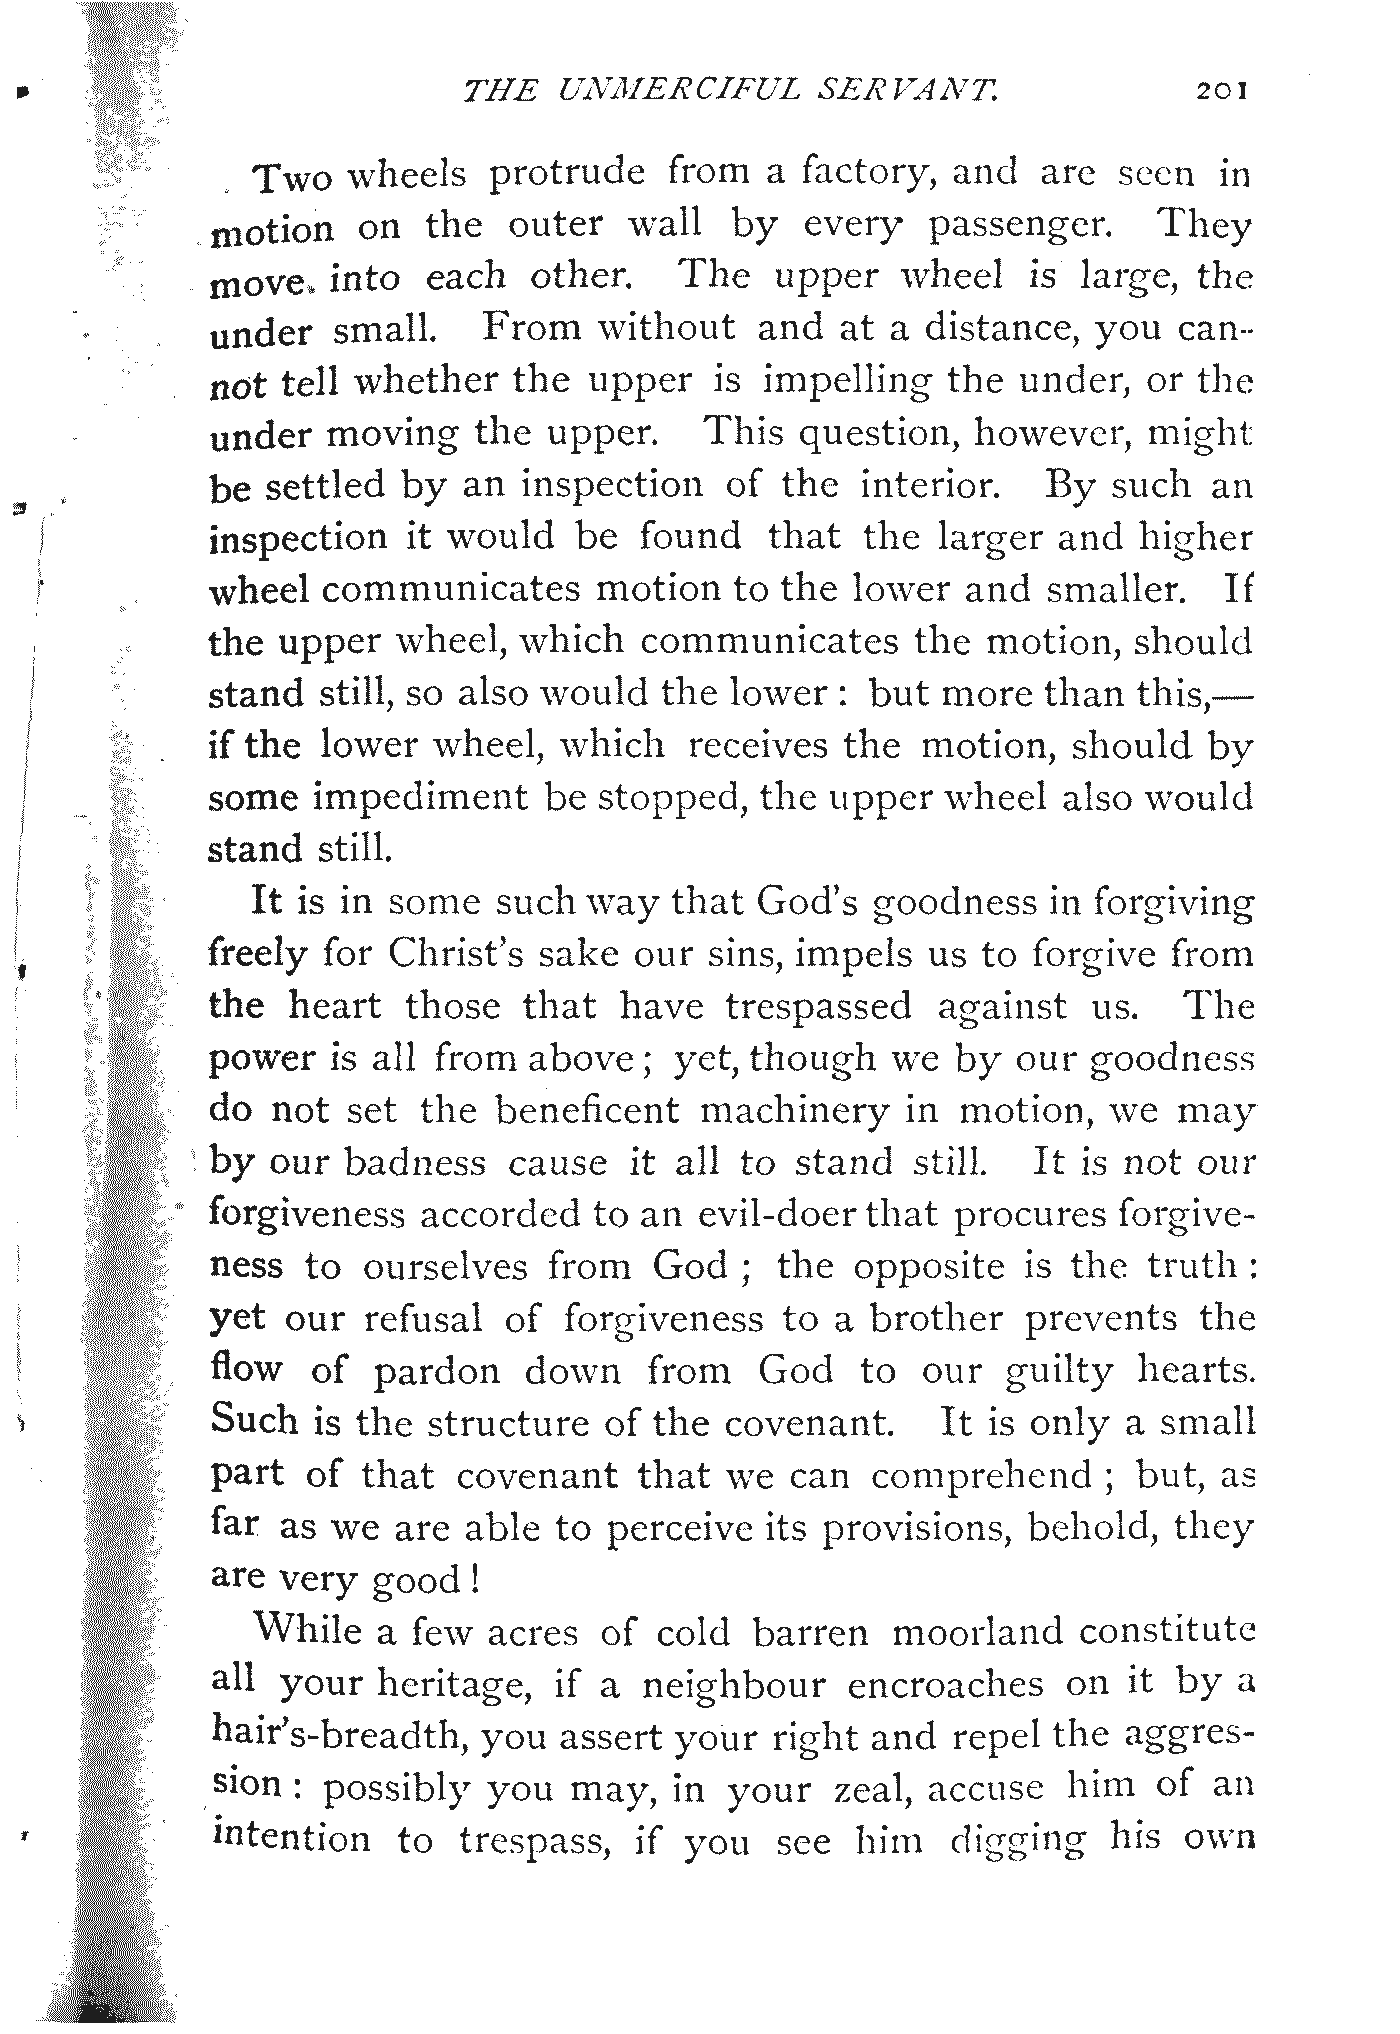 THE UNMERCIFUL SERVANT. 201
Two wheels protrude from a factory, and are seen in
motion on the outer wall by every passenger. They
move into each other. The upper wheel is large, the
under small. From without and at a distance, you can-
not tell whether the upper is impelling the under, or the
under moving the upper. This question, however, might
be settled by an inspection of the interior. By such an
inspection it would be found that the larger and higher
wheel communicates motion to the lower and smaller. If
the upper wheel, which communicates the motion, should
stand still, so also would the lower : but more than this,—
if the lower wheel, which receives the motion, should by
some impediment be stopped, the upper wheel also would
stand still.
It is in some such way that God's goodness in forgiving
freely for Christ's sake our sins, impels us to forgive from
the heart those that have trespassed against us. The
power is all from above ; yet, though we by our goodness
do not set the beneficent machinery in motion, we may
by our badness cause it all to stand still. It is not our
forgiveness accorded to an evil-doer that procures forgive-
ness to ourselves from God ; the opposite is the truth :
yet our refusal of forgiveness to a brother prevents the
flow of pardon down from God to our guilty hearts.
Such is the structure of the covenant. It is only a small
part of that covenant that we can comprehend ; but, as
far as we are able to perceive its provisions, behold, they
are very good !
While a few acres of cold barren moorland constitute
all your heritage, if a neighbour encroaches on it by a
hair's-breadth, you assert your right and repel the aggres-
sion : possibly you may, in your zeal, accuse him of an
intention to trespass, if you see him digging his own